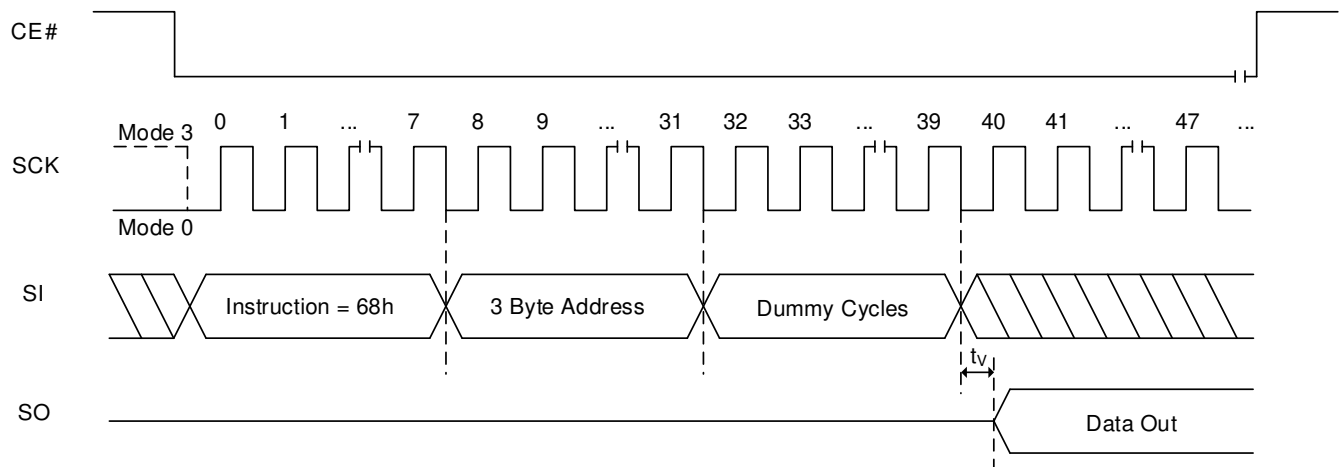 CE#
0 1 ... 7 8 9 ... 31 32 33 ... 39 40 41 ... 47 ...
Mode 3
SCK
Mode 0
SI
Instruction = 68h
3 Byte Address
Dummy Cycles
tV
SO
Data Out